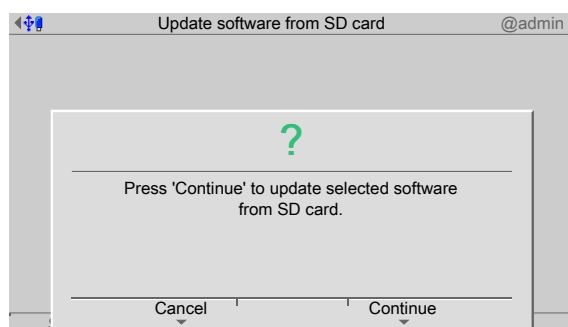 Update software from SD card @admin
?
Press 'Continue' to update selected software
from SD card.
Cancel Continue